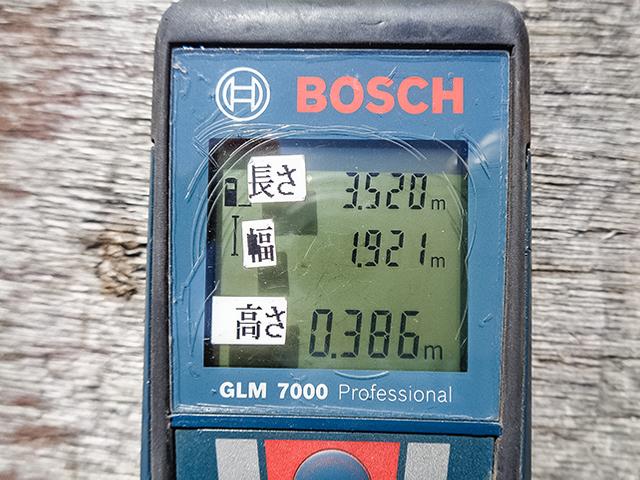 BOSCH
長さ 3.520 m
幅 1.921 m
高さ 0.386 m
GLM 7000 Professional